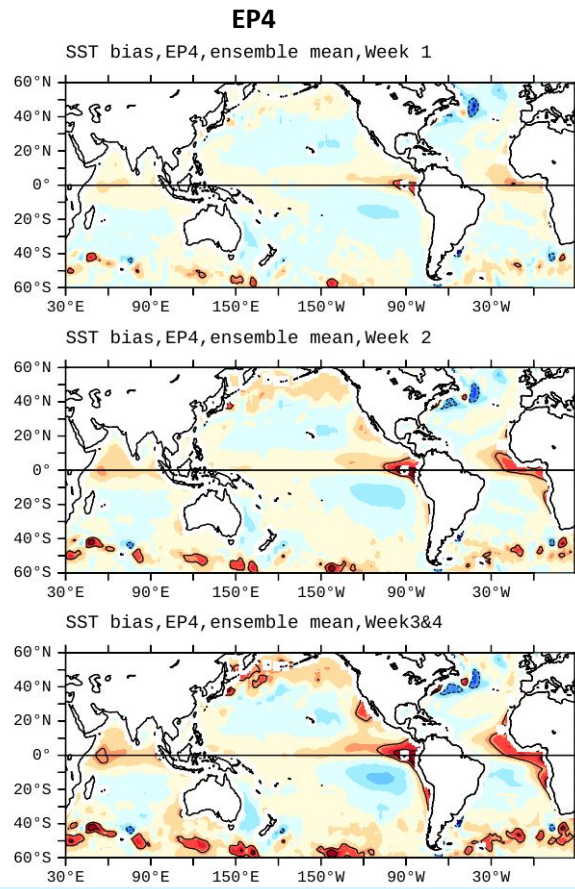 EP4
SST bias,EP4,ensemble mean,Week 1
60°N
40°N
20°N
0°
20°S
40°S
60°S
30°E 90°E 150°E 150°W 90°W 30°W
SST bias,EP4,ensemble mean,Week 2
60°N
40°N
20°N
0°
20°S
40°S
60°S
30°E 90°E 150°E 150°W 90°W 30°W
SST bias,EP4,ensemble mean,Week3&4
60°N
40°N
20°N
0°
20°S
40°S
60°S
30°E 90°E 150°E 150°W 90°W 30°W